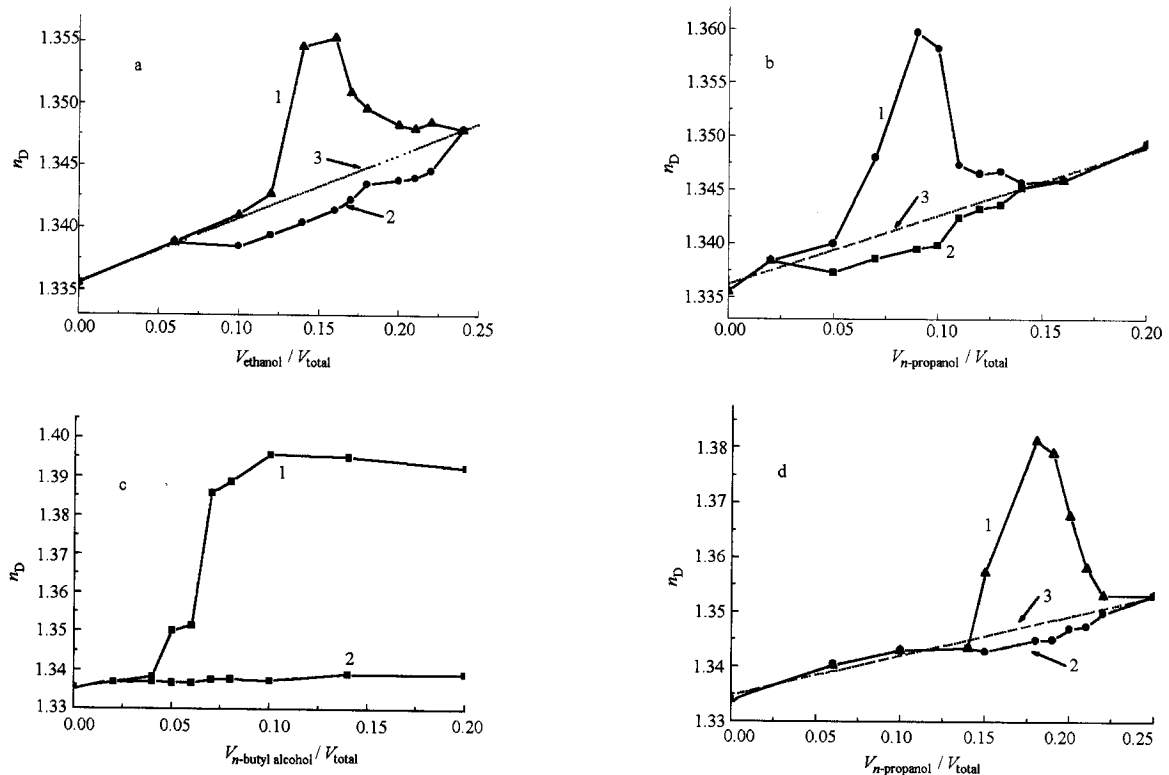 a
1.355
1.350
1.345
1.340
1.335
n_D
1
3
2
0.00 0.05 0.10 0.15 0.20 0.25
V_ethanol / V_total
b
1.360
1.355
1.350
1.345
1.340
1.335
n_D
1
3
2
0.00 0.05 0.10 0.15 0.20
V_n-propanol / V_total
c
1.40
1.39
1.38
1.37
1.36
1.35
1.34
1.33
n_D
1
2
0.00 0.05 0.10 0.15 0.20
V_n-butyl alcohol / V_total
d
1.38
1.37
1.36
1.35
1.34
1.33
n_D
1
3
2
0.00 0.05 0.10 0.15 0.20 0.25
V_n-propanol / V_total